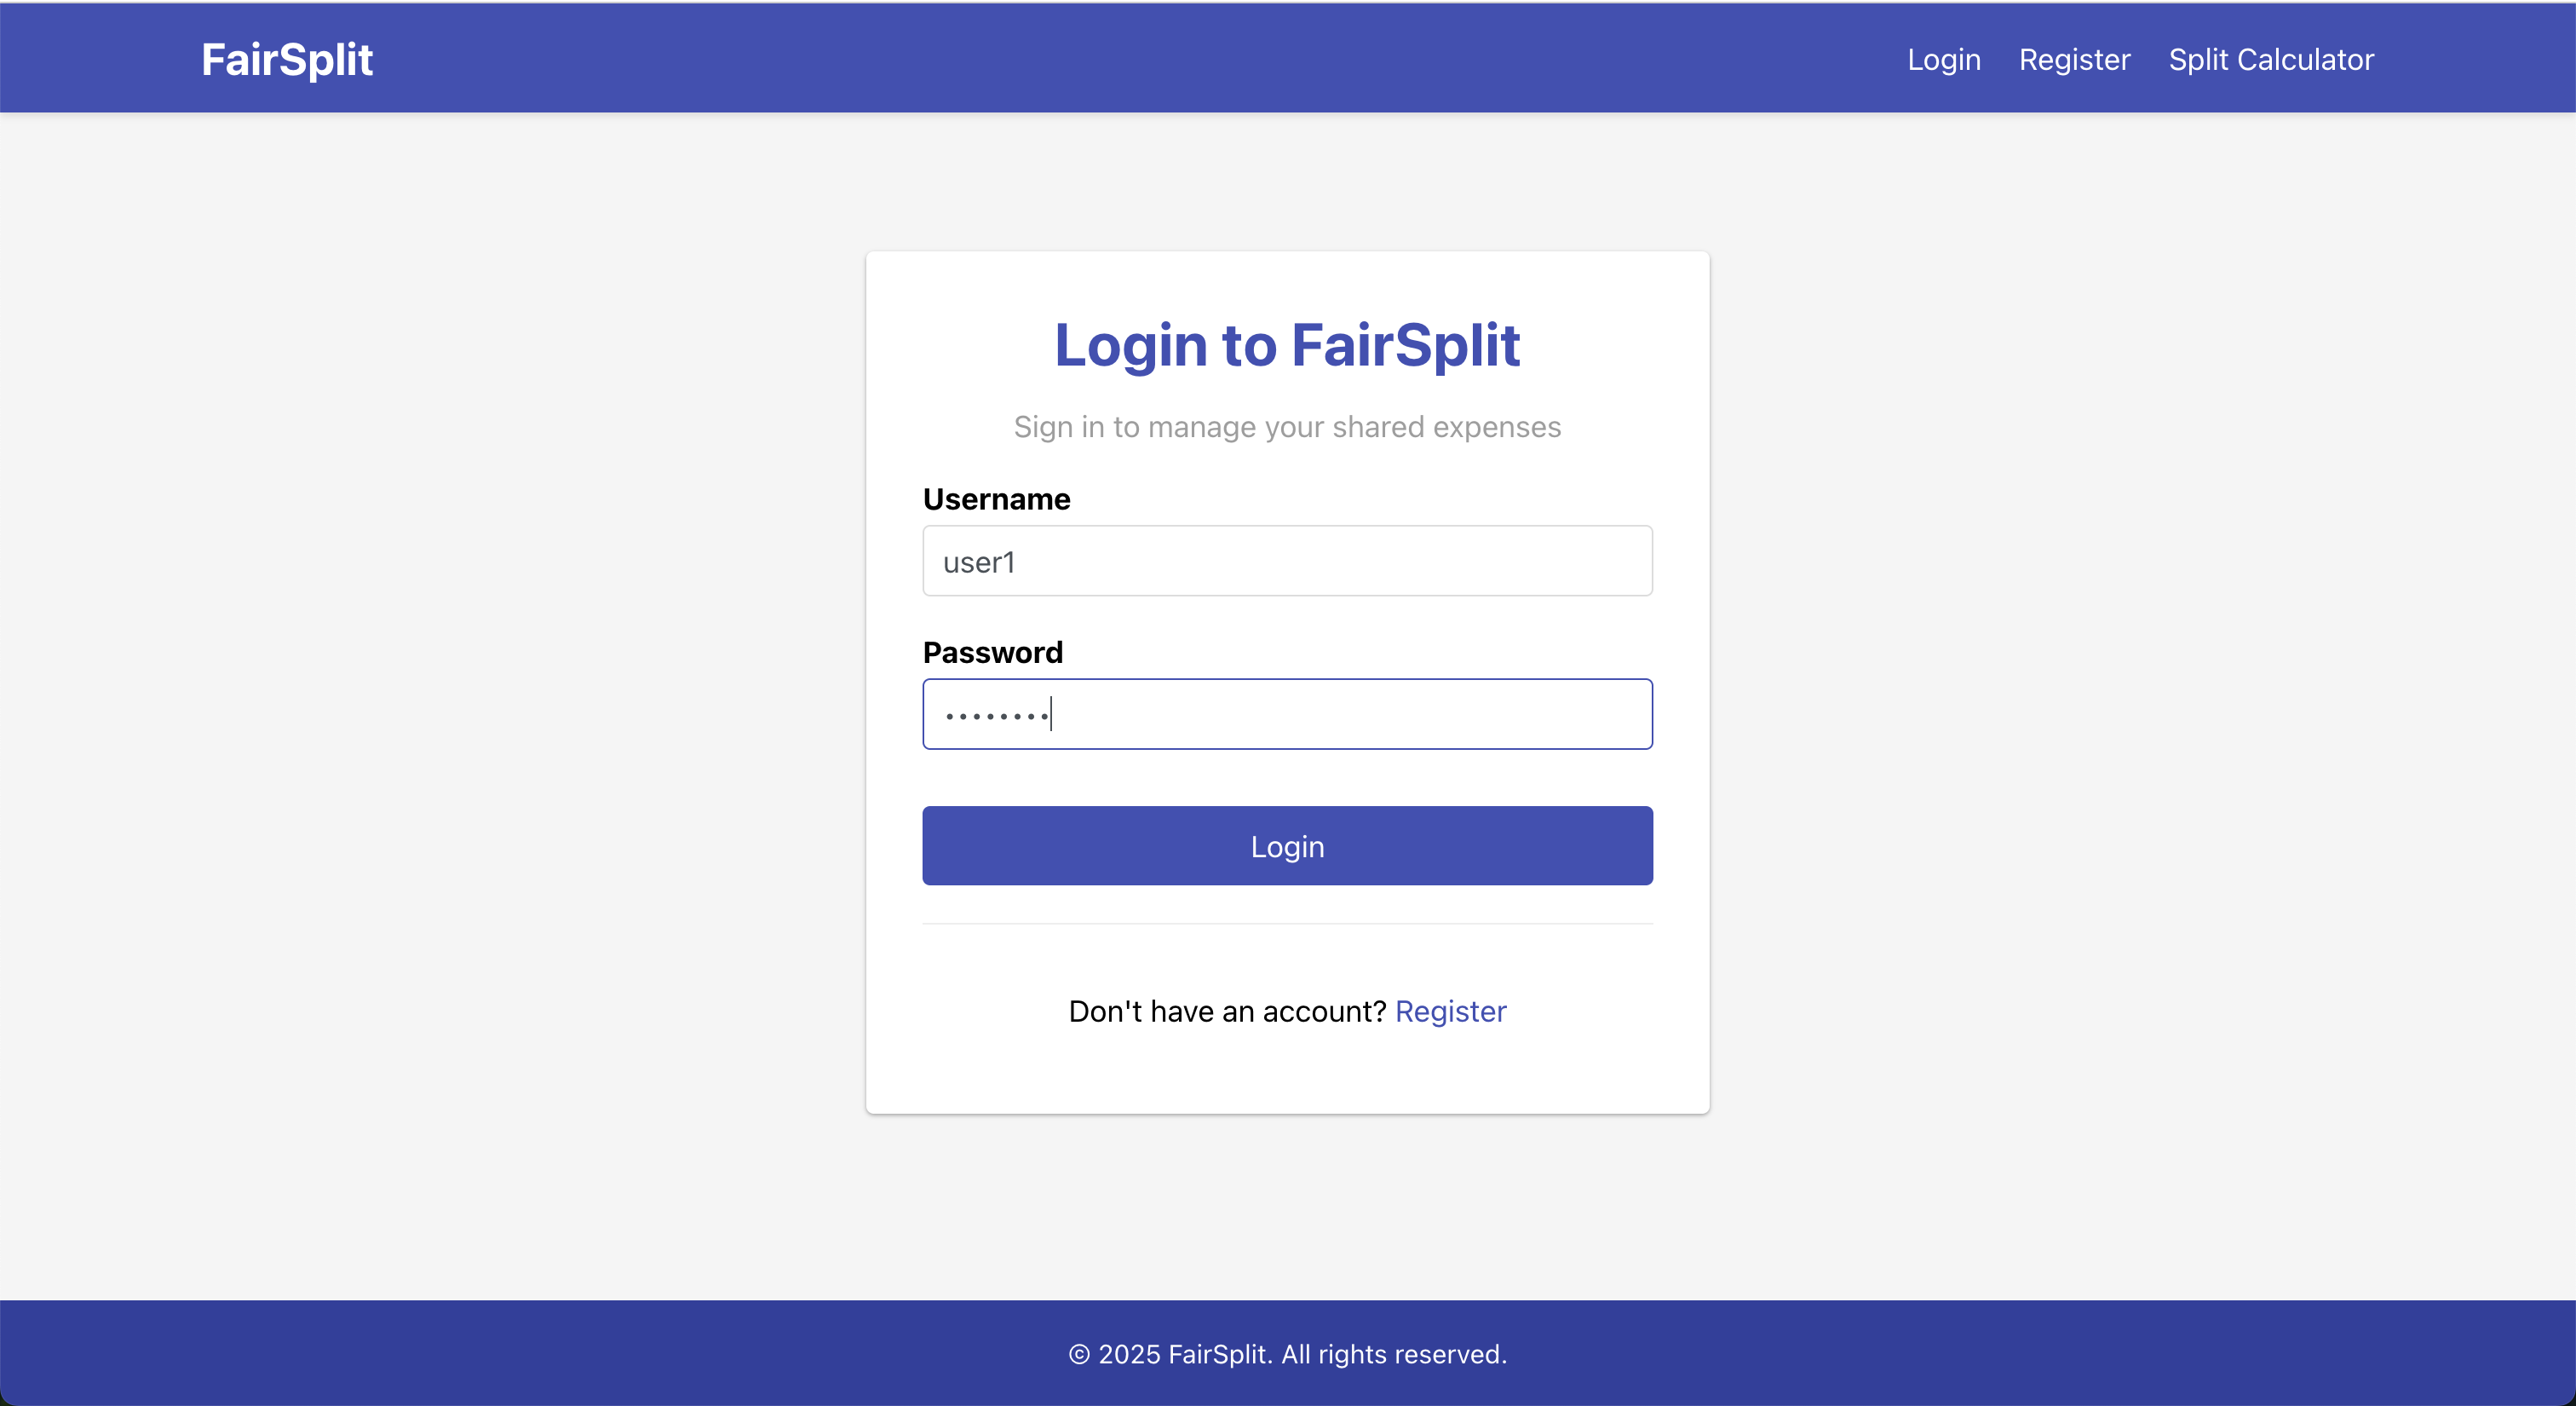 FairSplit
Login Register Split Calculator
Login to FairSplit
Sign in to manage your shared expenses
Username
user1
Password
••••••••
Login
Don't have an account? Register
© 2025 FairSplit. All rights reserved.